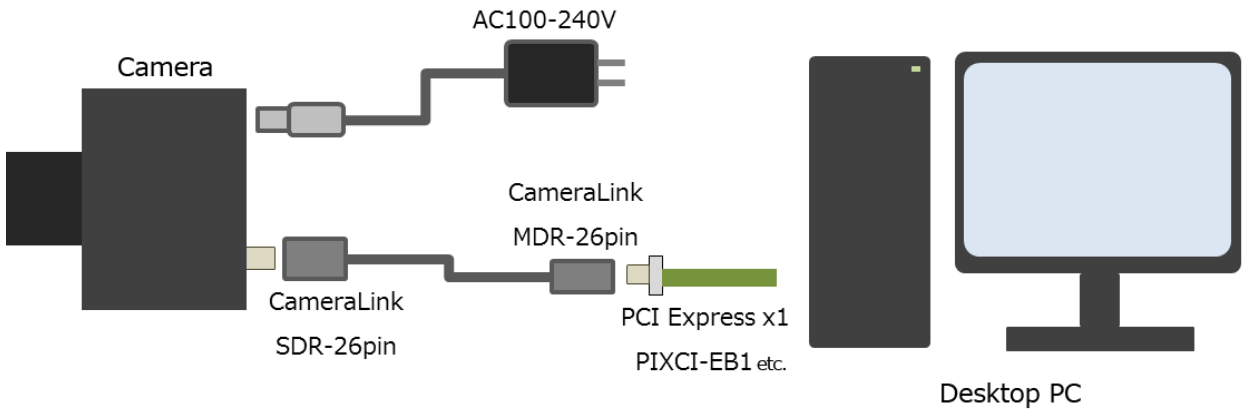 AC100-240V
Camera
CameraLink
MDR-26pin
CameraLink
SDR-26pin
PCI Express x1
PIXCI-EB1 etc.
Desktop PC